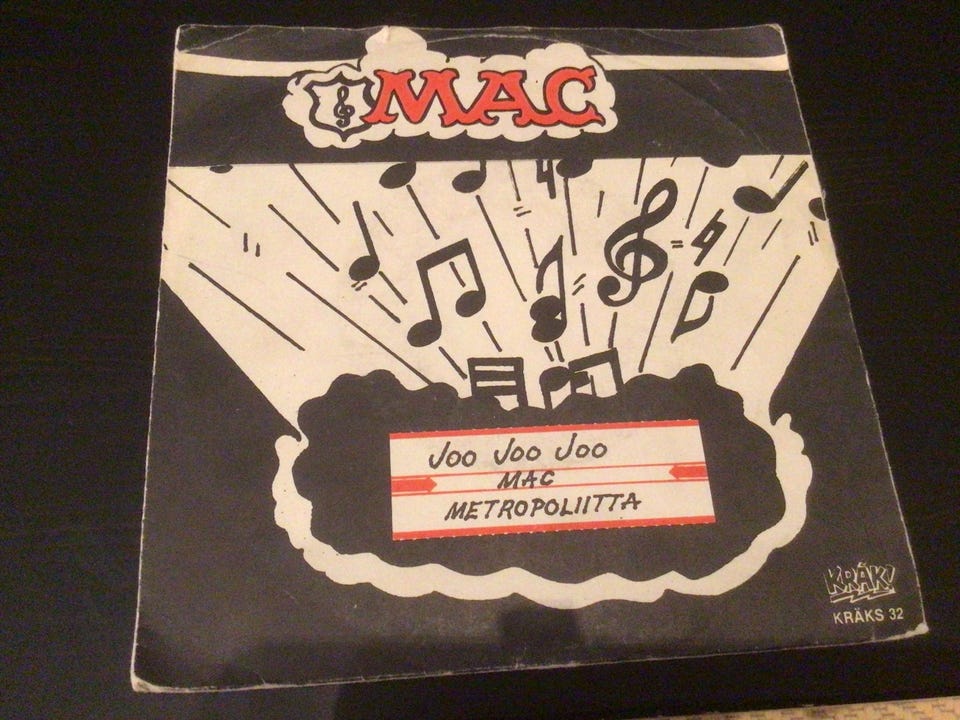 MAC
JOO JOO JOO
MAC
METROPOLIITTA
KRÄK!
KRÄKS 32